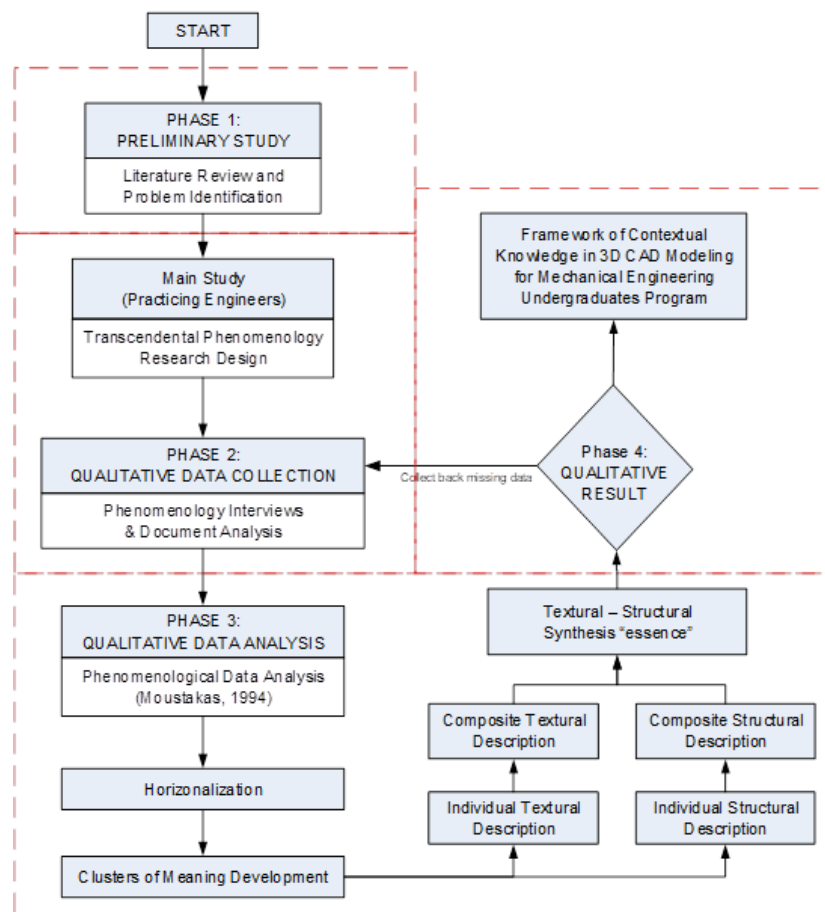 START
PHASE 1:
PRELIMINARY STUDY
Literature Review and
Problem Identification
Main Study
(Practicing Engineers)
Transcendental Phenomenology
Research Design
PHASE 2:
QUALITATIVE DATA COLLECTION
Phenomenology Interviews
& Document Analysis
PHASE 3:
QUALITATIVE DATA ANALYSIS
Phenomenological Data Analysis
(Moustakas, 1994)
Horizonalization
Clusters of Meaning Development
Individual Textural
Description
Individual Structural
Description
Composite Textural
Description
Composite Structural
Description
Textural – Structural
Synthesis "essence"
Phase 4:
QUALITATIVE
RESULT
Collect back missing data
Framework of Contextual
Knowledge in 3D CAD Modeling
for Mechanical Engineering
Undergraduates Program